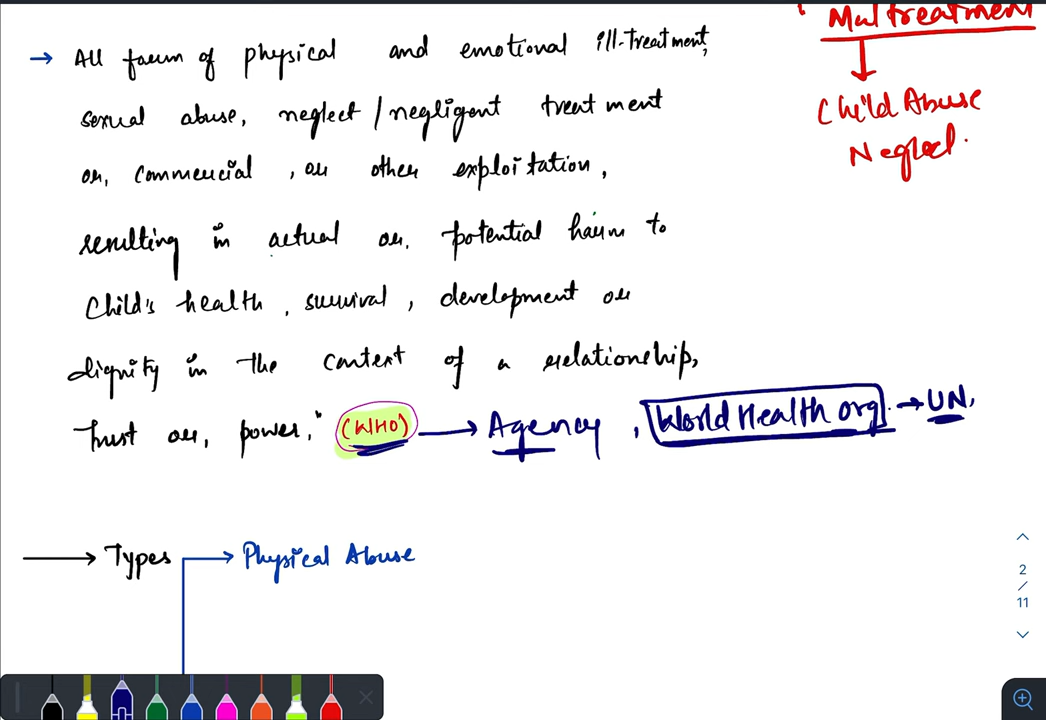 Maltreatment
→ All form of physical and emotional ill-treatment,
Child Abuse
sexual abuse, neglect / negligent treatment
Neglect.
or, commercial, or other exploitation,
resulting in actual or, potential harm to
Child's health, survival, development or
dignity in the context of a relationship,
Trust or, power," (WHO) → Agency, World Health Org. → UN,
→ Types → Physical Abuse
2
/
11